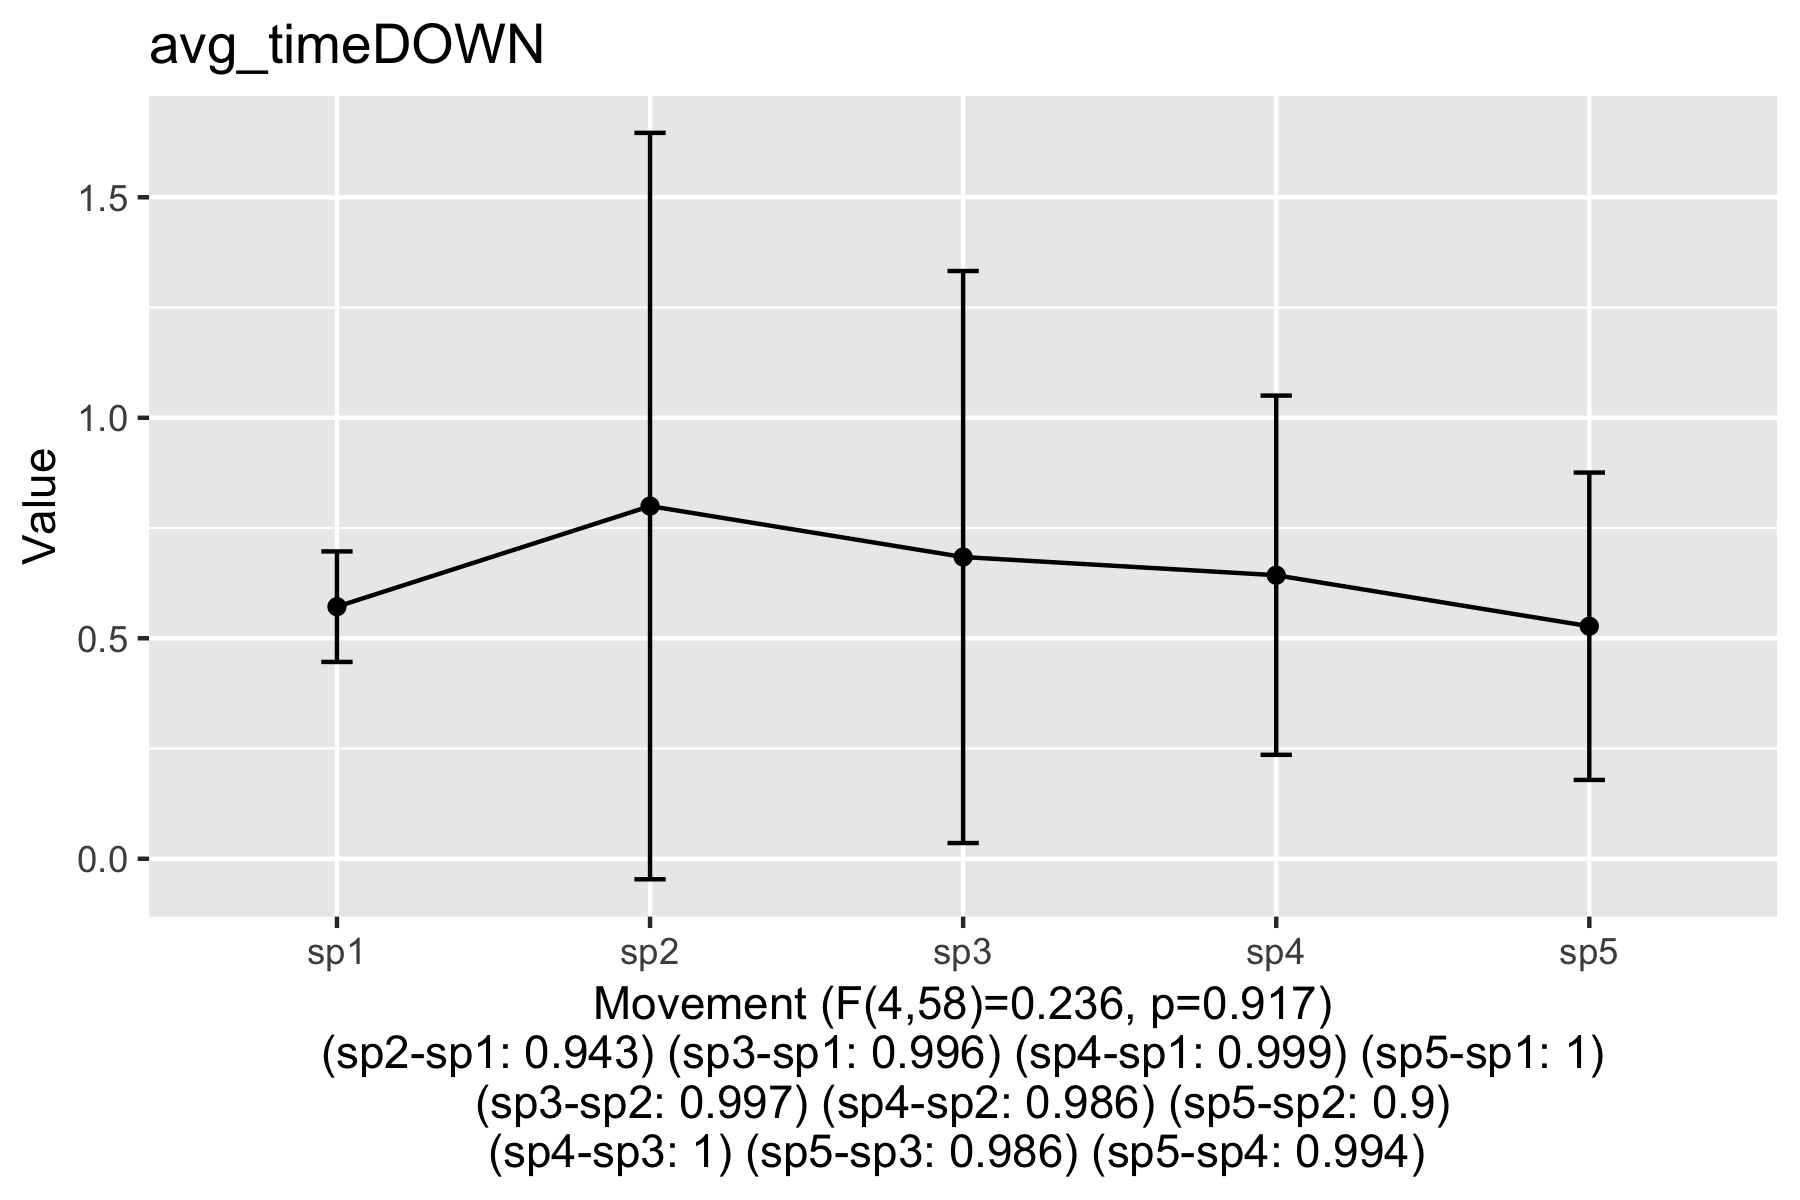 avg_timeDOWN
Value
1.5
1.0
0.5
0.0
sp1 sp2 sp3 sp4 sp5
Movement (F(4,58)=0.236, p=0.917)
(sp2-sp1: 0.943) (sp3-sp1: 0.996) (sp4-sp1: 0.999) (sp5-sp1: 1)
(sp3-sp2: 0.997) (sp4-sp2: 0.986) (sp5-sp2: 0.9)
(sp4-sp3: 1) (sp5-sp3: 0.986) (sp5-sp4: 0.994)